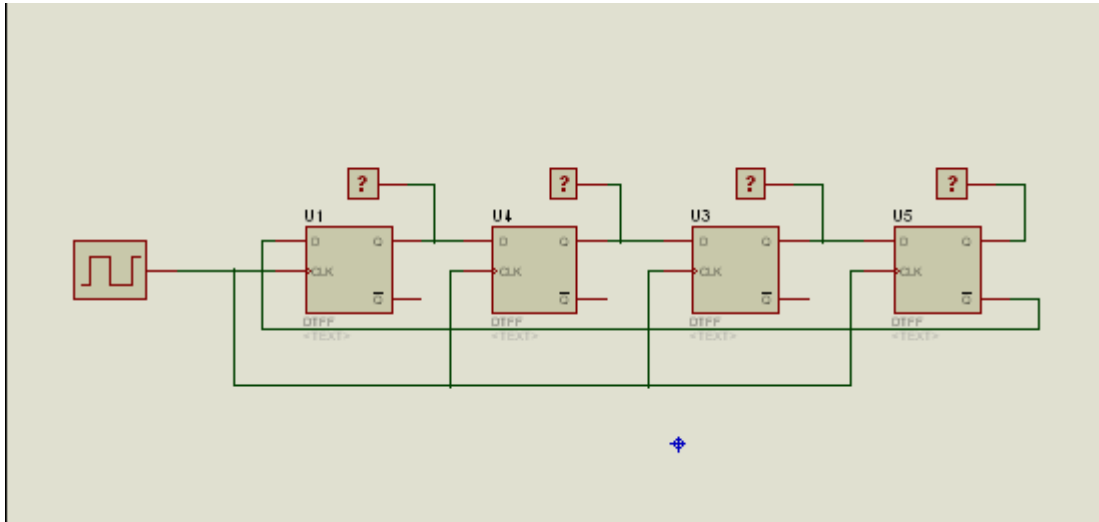 ?
?
?
?
U1
U4
U3
U5
D
Q
D
Q
D
Q
D
Q
CLK
CLK
CLK
CLK
Q
Q
Q
Q
DTFF
DTFF
DTFF
DTFF
<TEXT>
<TEXT>
<TEXT>
<TEXT>